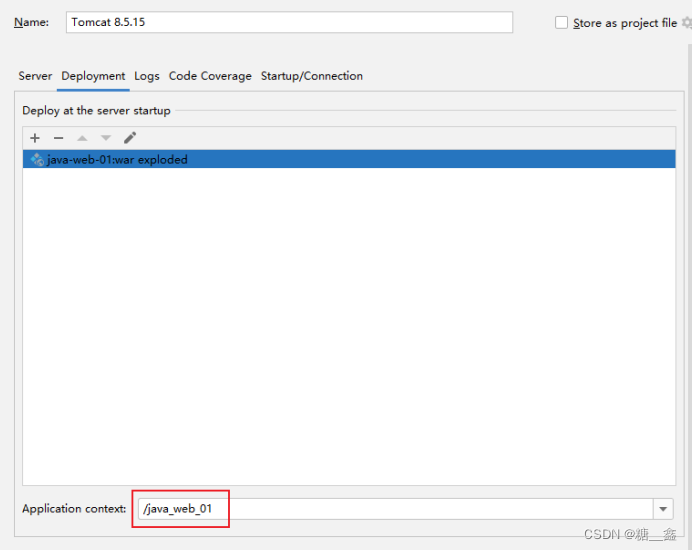 Name: Tomcat 8.5.15 Store as project file
Server Deployment Logs Code Coverage Startup/Connection
Deploy at the server startup
java-web-01:war exploded
Application context: /java_web_01
CSDN @糖__鑫